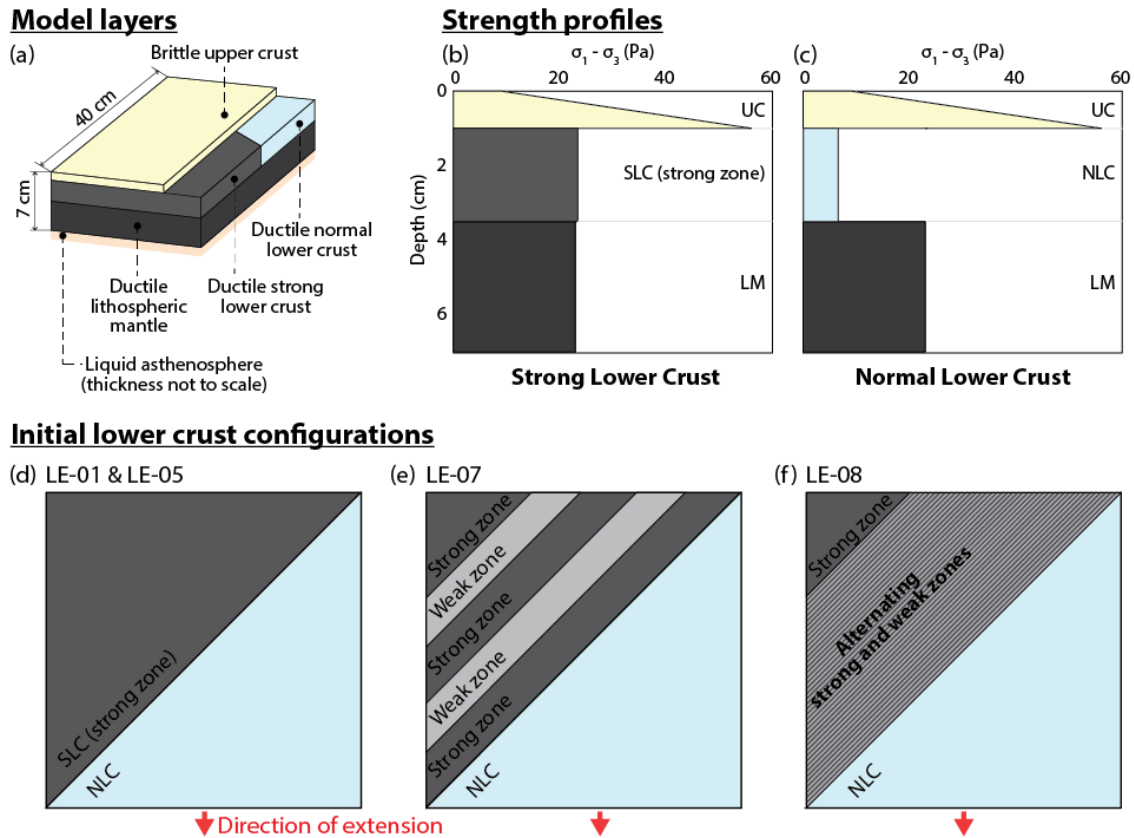 Model layers
(a)
Brittle upper crust
40 cm
7 cm
Ductile normal
lower crust
Ductile
lithospheric
mantle
Ductile strong
lower crust
Liquid asthenosphere
(thickness not to scale)
Strength profiles
(b)
σ1 - σ3 (Pa)
0 20 40 60
0
2
4
6
Depth (cm)
UC
SLC (strong zone)
LM
Strong Lower Crust
(c)
σ1 - σ3 (Pa)
0 20 40 60
UC
NLC
LM
Normal Lower Crust
Initial lower crust configurations
(d) LE-01 & LE-05
SLC (strong zone)
NLC
(e) LE-07
Strong zone
Weak zone
Strong zone
Weak zone
Strong zone
NLC
(f) LE-08
Strong zone
Alternating
strong and weak zones
NLC
Direction of extension